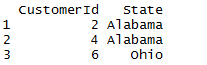 CustomerId State
1 2 Alabama
2 4 Alabama
3 6 Ohio